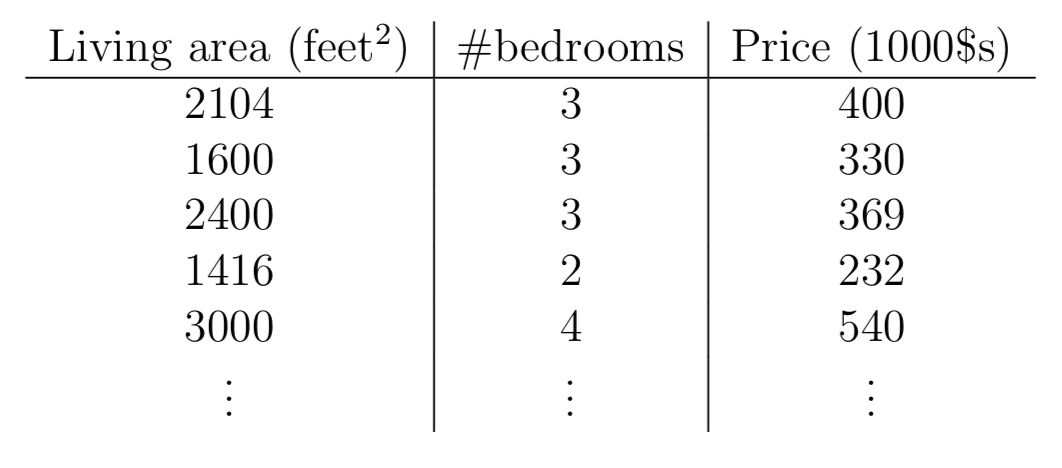 Living area (feet²) #bedrooms Price (1000$s)
2104 3 400
1600 3 330
2400 3 369
1416 2 232
3000 4 540
⋮ ⋮ ⋮